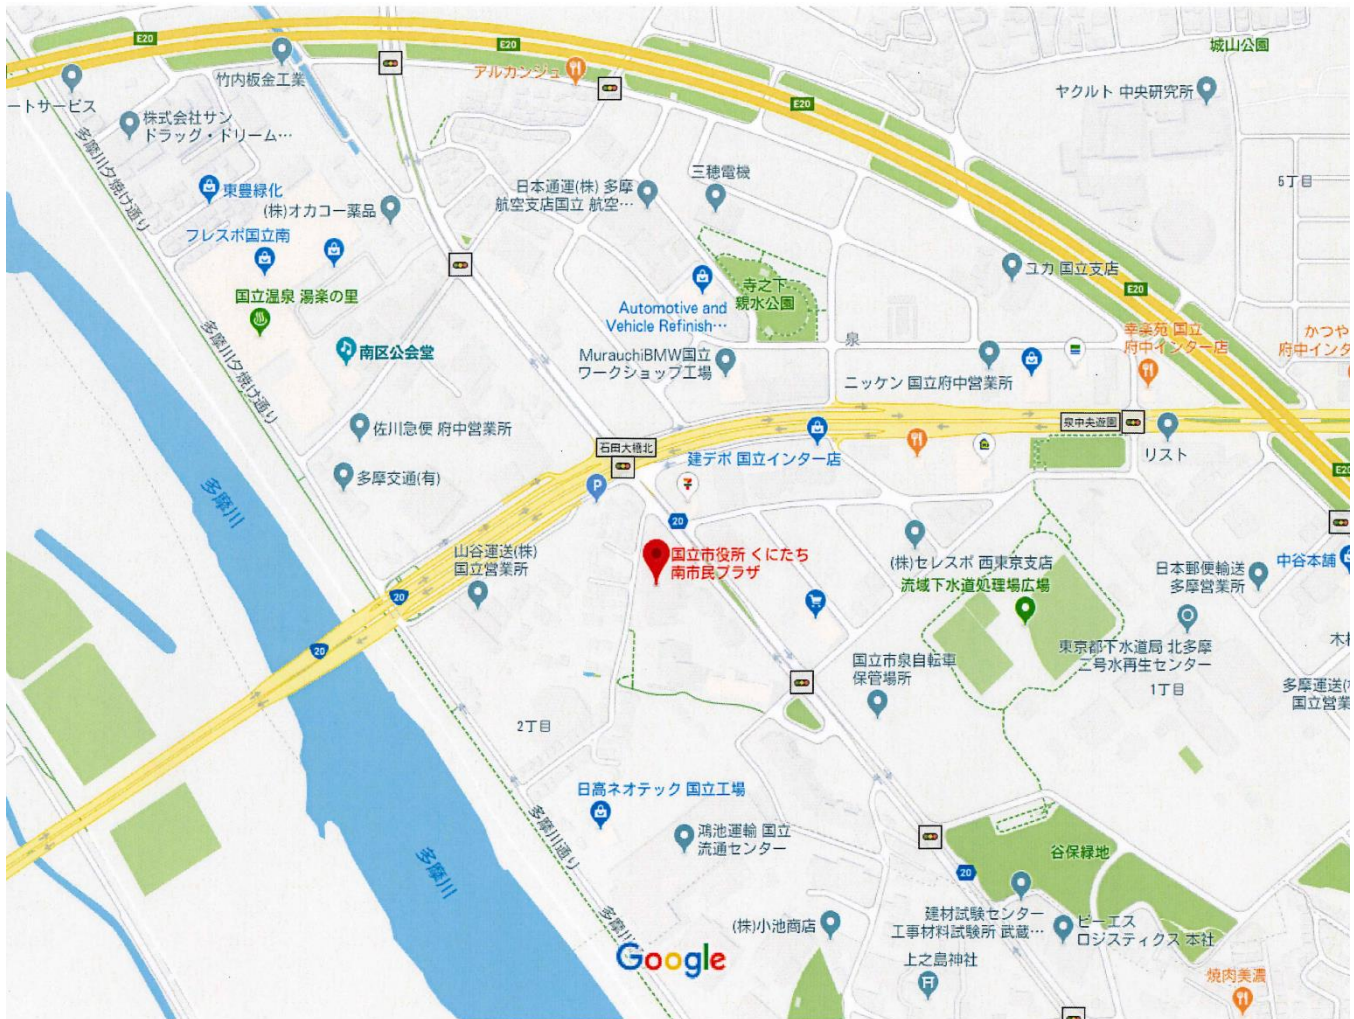 E20
E20
城山公園
竹内板金工業
アルカンジュ
ヤクルト 中央研究所
ートサービス
E20
株式会社サン
ドラッグ・ドリーム…
多摩川夕焼け通り
三穂電機
5丁目
東豊緑化
日本通運(株) 多摩
航空支店国立 航空…
(株)オカコー薬品
フレスポ国立南
ユカ 国立支店
寺之下
親水公園
E20
国立温泉 湯楽の里
Automotive and
Vehicle Refinish…
多摩川夕焼け通り
南区公会堂
MurauchiBMW国立
ワークショップ工場
泉
幸楽苑 国立
府中インター店
かつや
府中インタ
ニッケン 国立府中営業所
佐川急便 府中営業所
石田大橋北
泉中央遊園
建デポ 国立インター店
リスト
E20
多摩交通(有)
P
多摩川
20
山谷運送(株)
国立営業所
国立市役所 くにたち
南市民プラザ
(株)セレスポ 西東京支店
流域下水道処理場広場
日本郵便輸送
多摩営業所
中谷本舗
20
20
国立市泉自転車
保管場所
東京都下水道局 北多摩
二号水再生センター
1丁目
木
多摩運送(
国立営業
2丁目
日高ネオテック 国立工場
多摩川通り
鴻池運輸 国立
流通センター
谷保緑地
多摩川
20
多摩川
(株)小池商店
建材試験センター
工事材料試験所 武蔵…
ピーエス
ロジスティクス 本社
Google
上之島神社
焼肉美濃